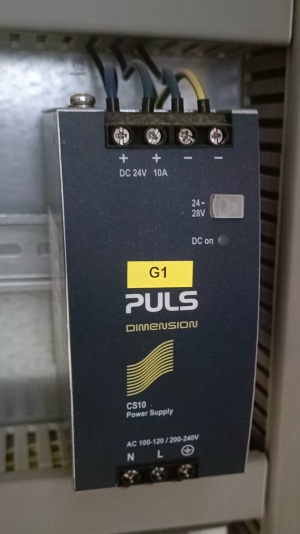 + + − −
DC 24V 10A
24–
28V
DC on
G1
PULS
DIMENSION
CS10
Power Supply
AC 100-120 / 200-240V
N L